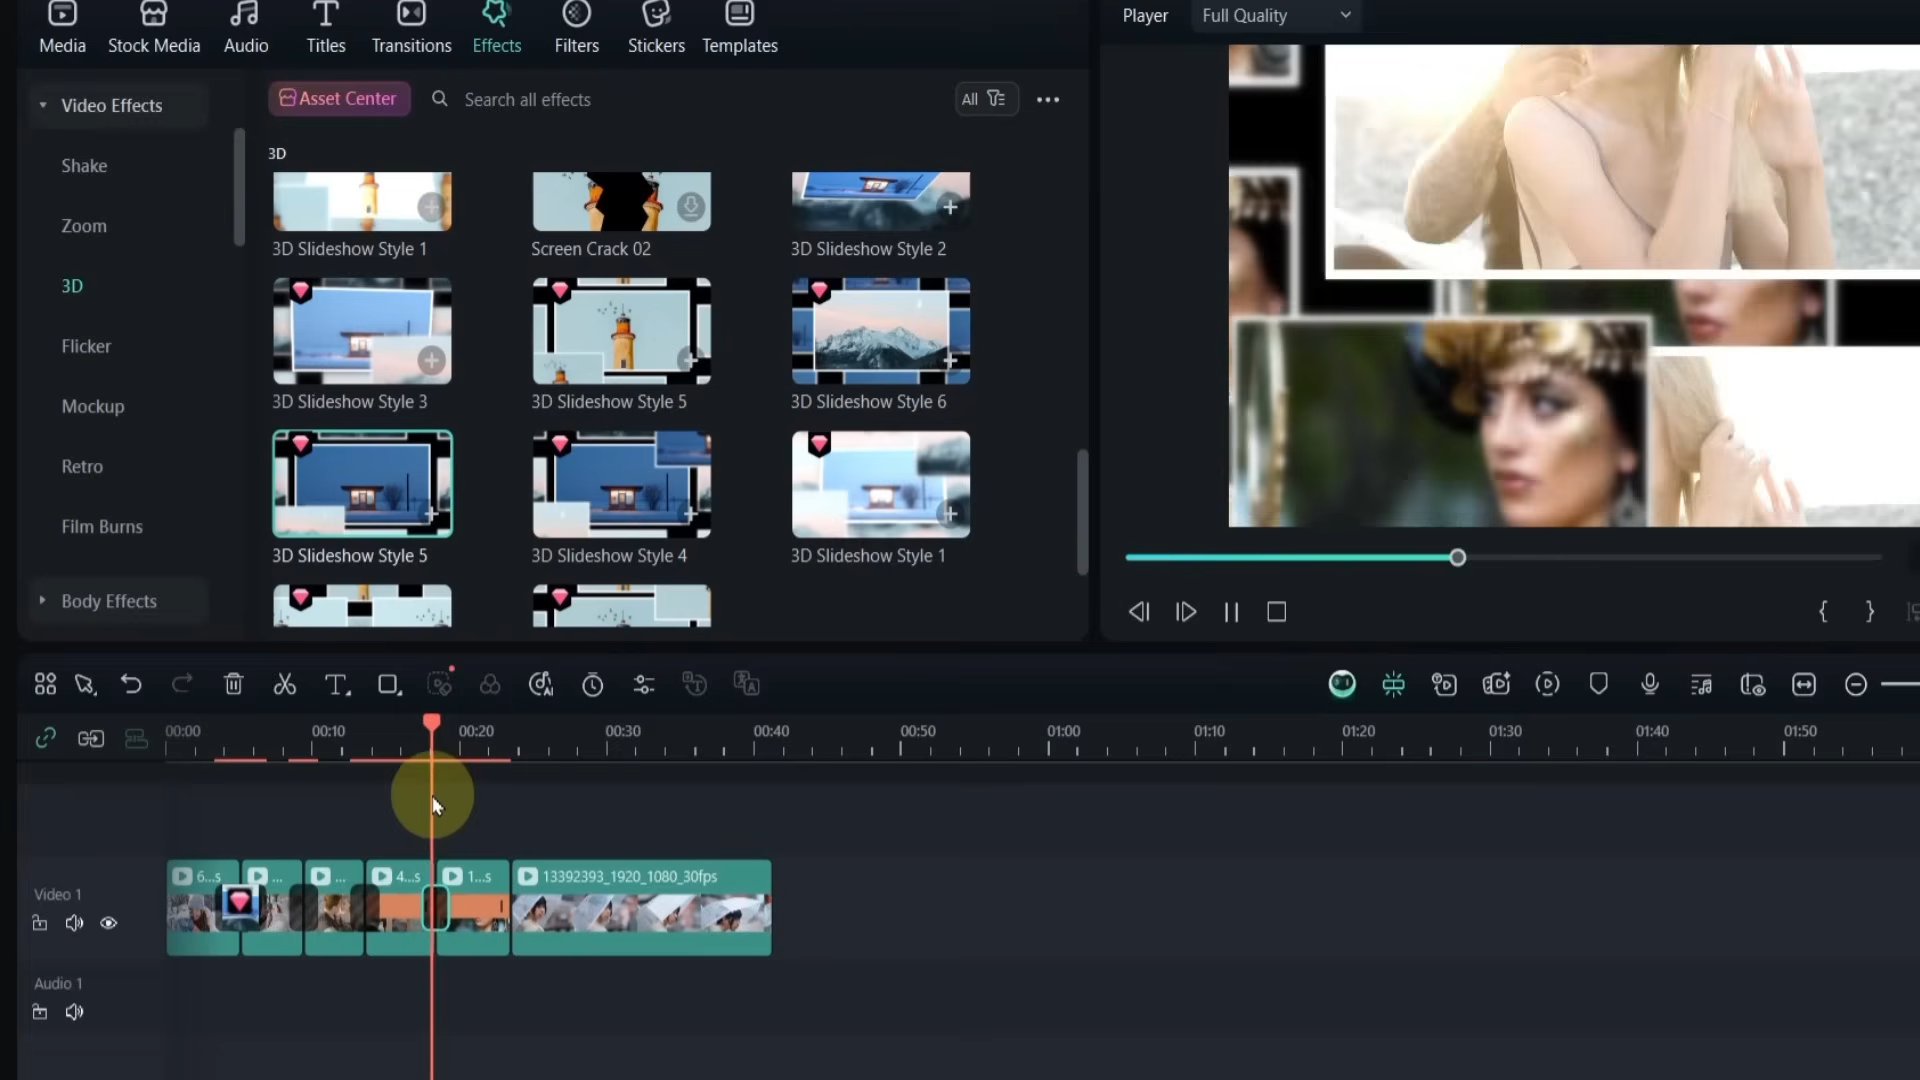 Media
Stock Media
Audio
Titles
Transitions
Effects
Filters
Stickers
Templates
Player
Full Quality
Video Effects
Shake
Zoom
3D
Flicker
Mockup
Retro
Film Burns
Body Effects
Asset Center
Search all effects
All
3D
3D Slideshow Style 1
Screen Crack 02
3D Slideshow Style 2
3D Slideshow Style 3
3D Slideshow Style 5
3D Slideshow Style 6
3D Slideshow Style 5
3D Slideshow Style 4
3D Slideshow Style 1
00:00
00:10
00:20
00:30
00:40
00:50
01:00
01:10
01:20
01:30
01:40
01:50
Video 1
6...s
...
...
4...s
1...s
13392393_1920_1080_30fps
Audio 1